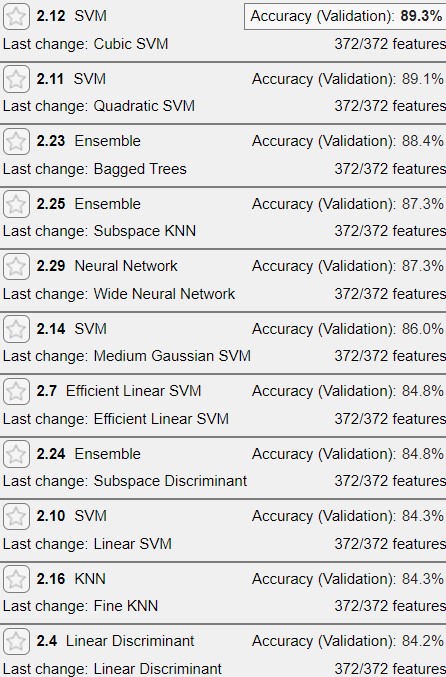 2.12 SVM Accuracy (Validation): 89.3%
Last change: Cubic SVM 372/372 features
2.11 SVM Accuracy (Validation): 89.1%
Last change: Quadratic SVM 372/372 features
2.23 Ensemble Accuracy (Validation): 88.4%
Last change: Bagged Trees 372/372 features
2.25 Ensemble Accuracy (Validation): 87.3%
Last change: Subspace KNN 372/372 features
2.29 Neural Network Accuracy (Validation): 87.3%
Last change: Wide Neural Network 372/372 features
2.14 SVM Accuracy (Validation): 86.0%
Last change: Medium Gaussian SVM 372/372 features
2.7 Efficient Linear SVM Accuracy (Validation): 84.8%
Last change: Efficient Linear SVM 372/372 features
2.24 Ensemble Accuracy (Validation): 84.8%
Last change: Subspace Discriminant 372/372 features
2.10 SVM Accuracy (Validation): 84.3%
Last change: Linear SVM 372/372 features
2.16 KNN Accuracy (Validation): 84.3%
Last change: Fine KNN 372/372 features
2.4 Linear Discriminant Accuracy (Validation): 84.2%
Last change: Linear Discriminant 372/372 features